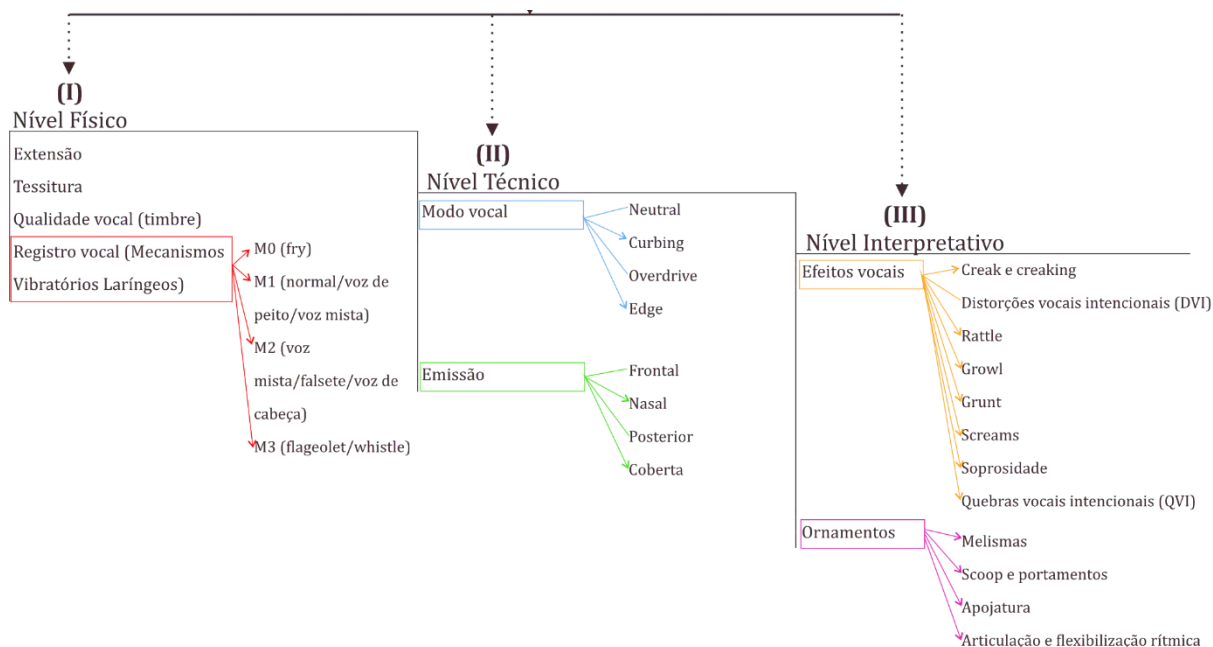 (I)
Nível Físico
Extensão
Tessitura
Qualidade vocal (timbre)
Registro vocal (Mecanismos
Vibratórios Laríngeos)
M0 (fry)
M1 (normal/voz de
peito/voz mista)
M2 (voz
mista/falsete/voz de
cabeça)
M3 (flageolet/whistle)
(II)
Nível Técnico
Modo vocal
Neutral
Curbing
Overdrive
Edge
Emissão
Frontal
Nasal
Posterior
Coberta
(III)
Nível Interpretativo
Efeitos vocais
Creak e creaking
Distorções vocais intencionais (DVI)
Rattle
Growl
Grunt
Screams
Soprosidade
Quebras vocais intencionais (QVI)
Ornamentos
Melismas
Scoop e portamentos
Apojatura
Articulação e flexibilização rítmica